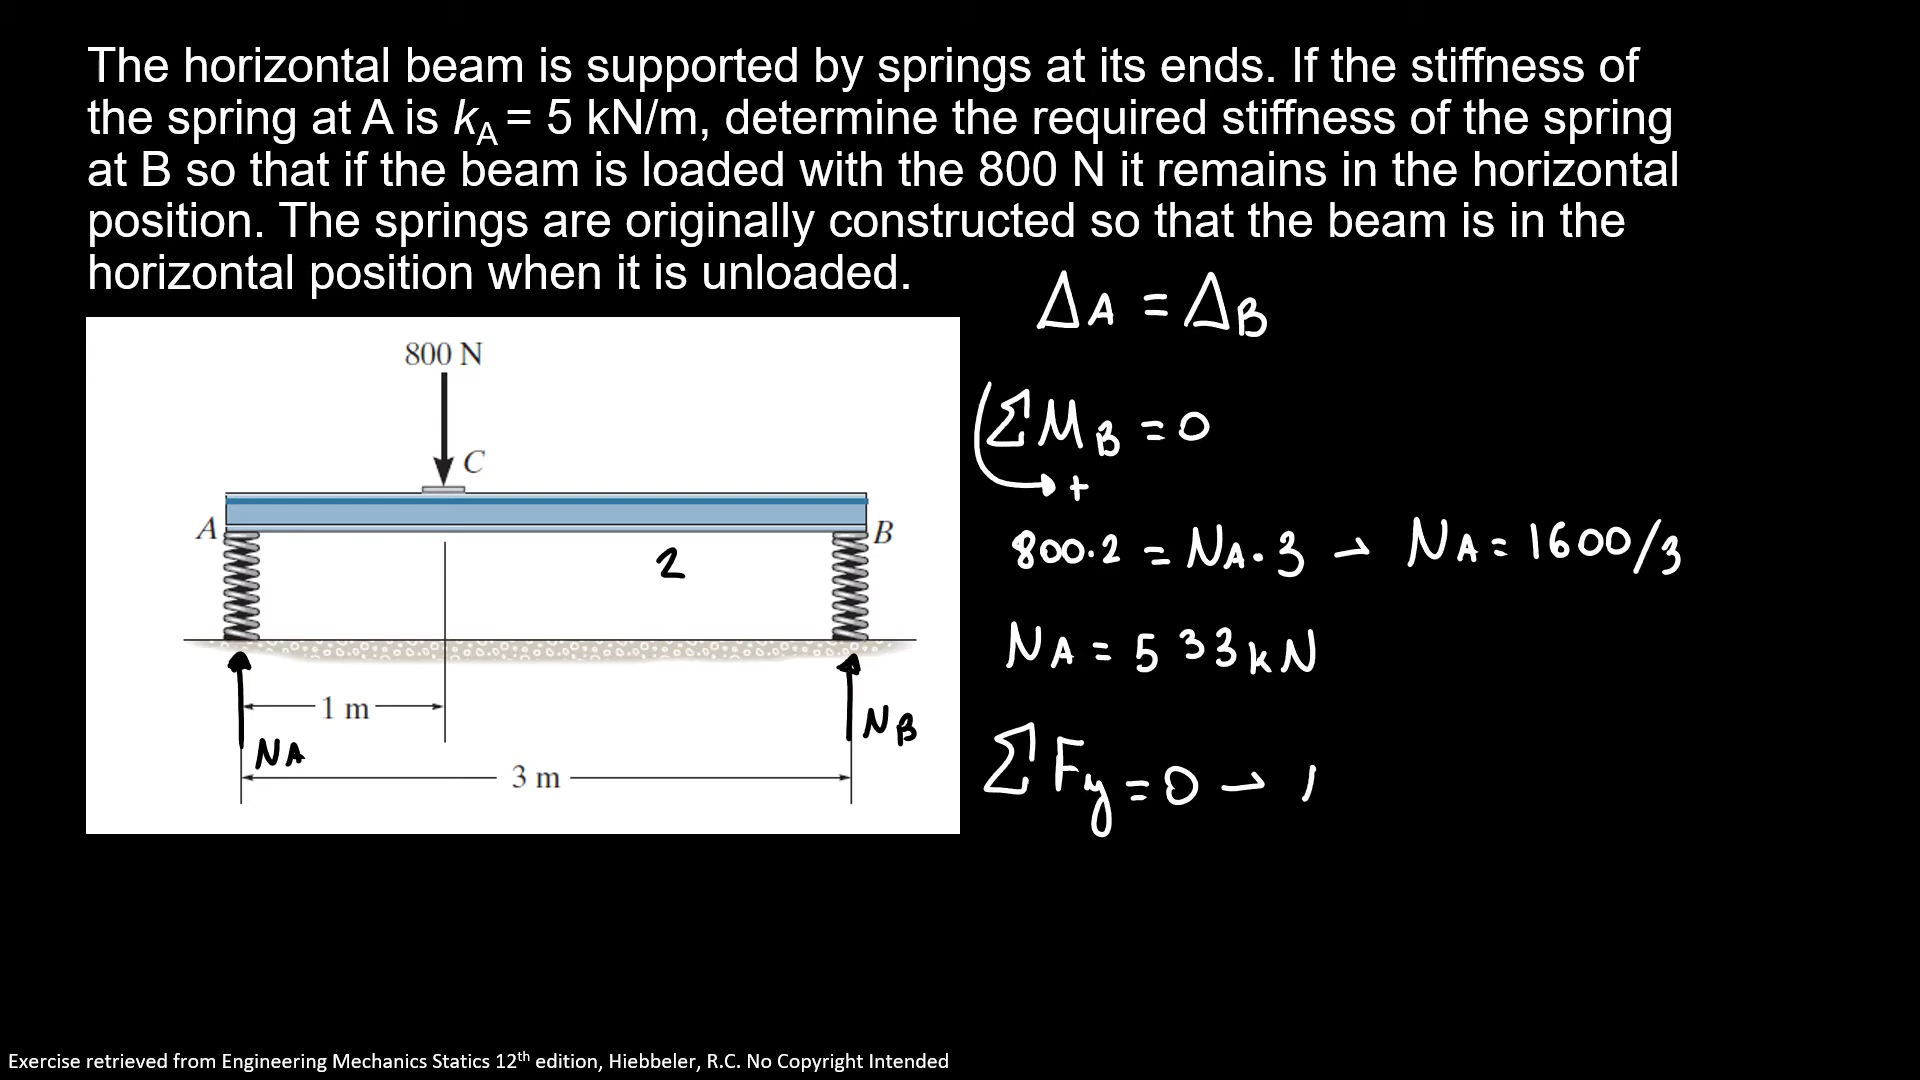 The horizontal beam is supported by springs at its ends. If the stiffness of
the spring at A is kA = 5 kN/m, determine the required stiffness of the spring
at B so that if the beam is loaded with the 800 N it remains in the horizontal
position. The springs are originally constructed so that the beam is in the
horizontal position when it is unloaded.
ΔA = ΔB
800 N
C
ΣMB = 0
+
A
B
2
800.2 = NA.3 → NA = 1600/3
NA = 533kN
1 m
NB
NA
3 m
ΣFy = 0 →
Exercise retrieved from Engineering Mechanics Statics 12th edition, Hiebbeler, R.C. No Copyright Intended